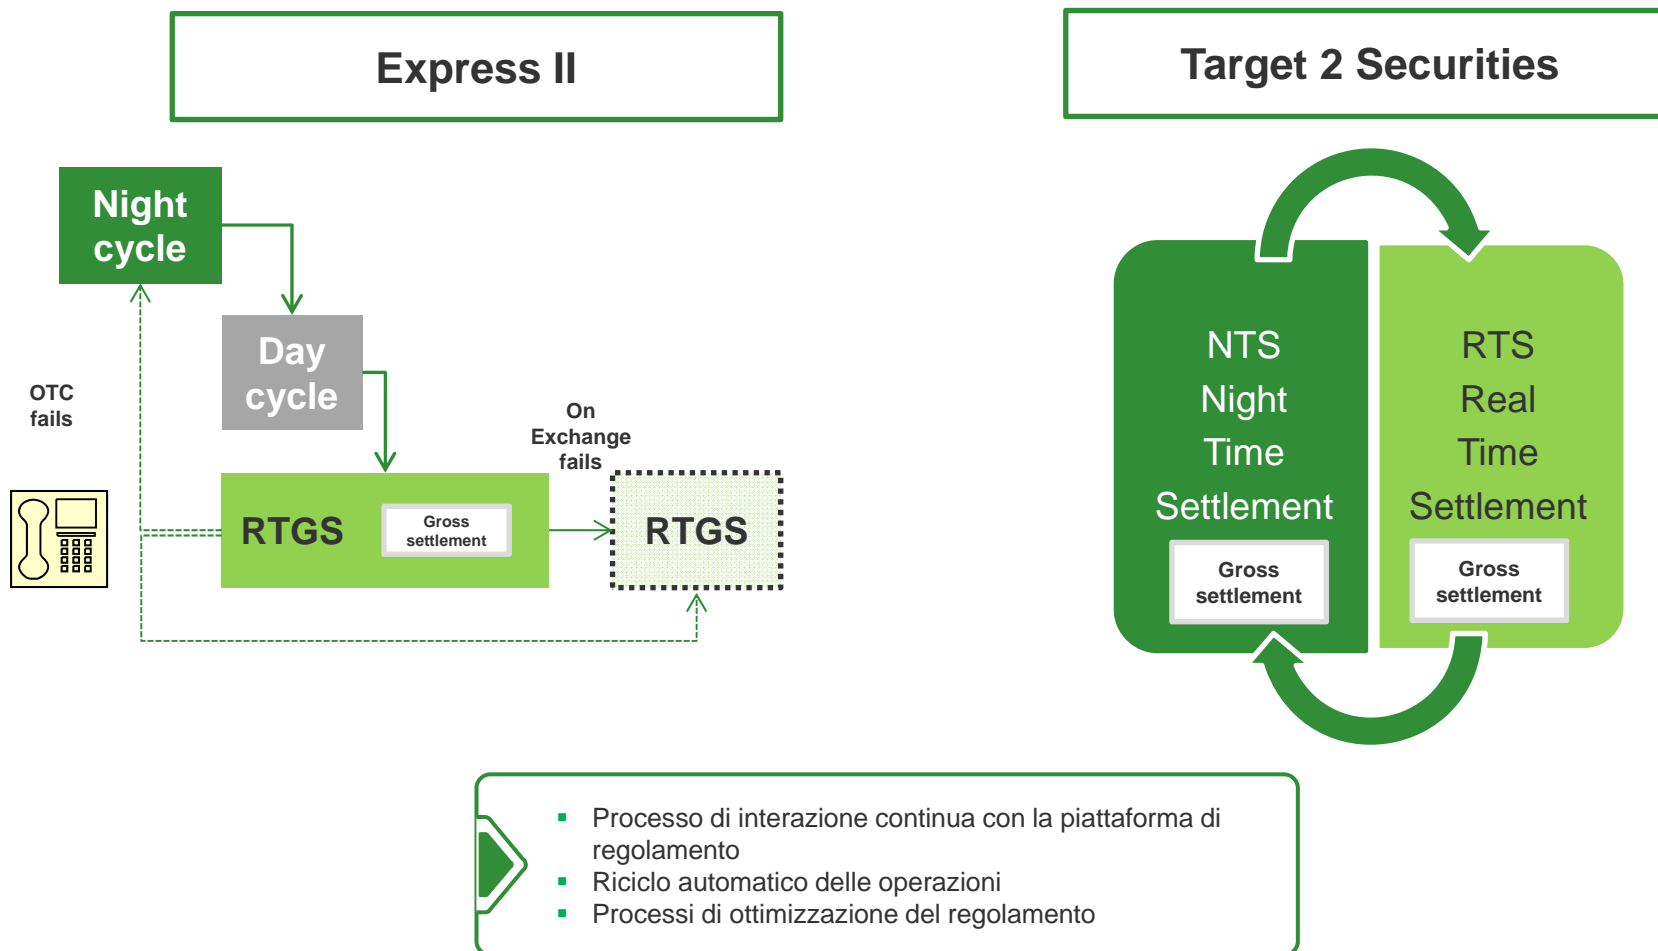 Express II
Target 2 Securities
Night
cycle
Day
cycle
OTC
fails
On
Exchange
fails
RTGS
Gross
settlement
RTGS
NTS
Night
Time
Settlement
Gross
settlement
RTS
Real
Time
Settlement
Gross
settlement
Processo di interazione continua con la piattaforma di
regolamento
Riciclo automatico delle operazioni
Processi di ottimizzazione del regolamento